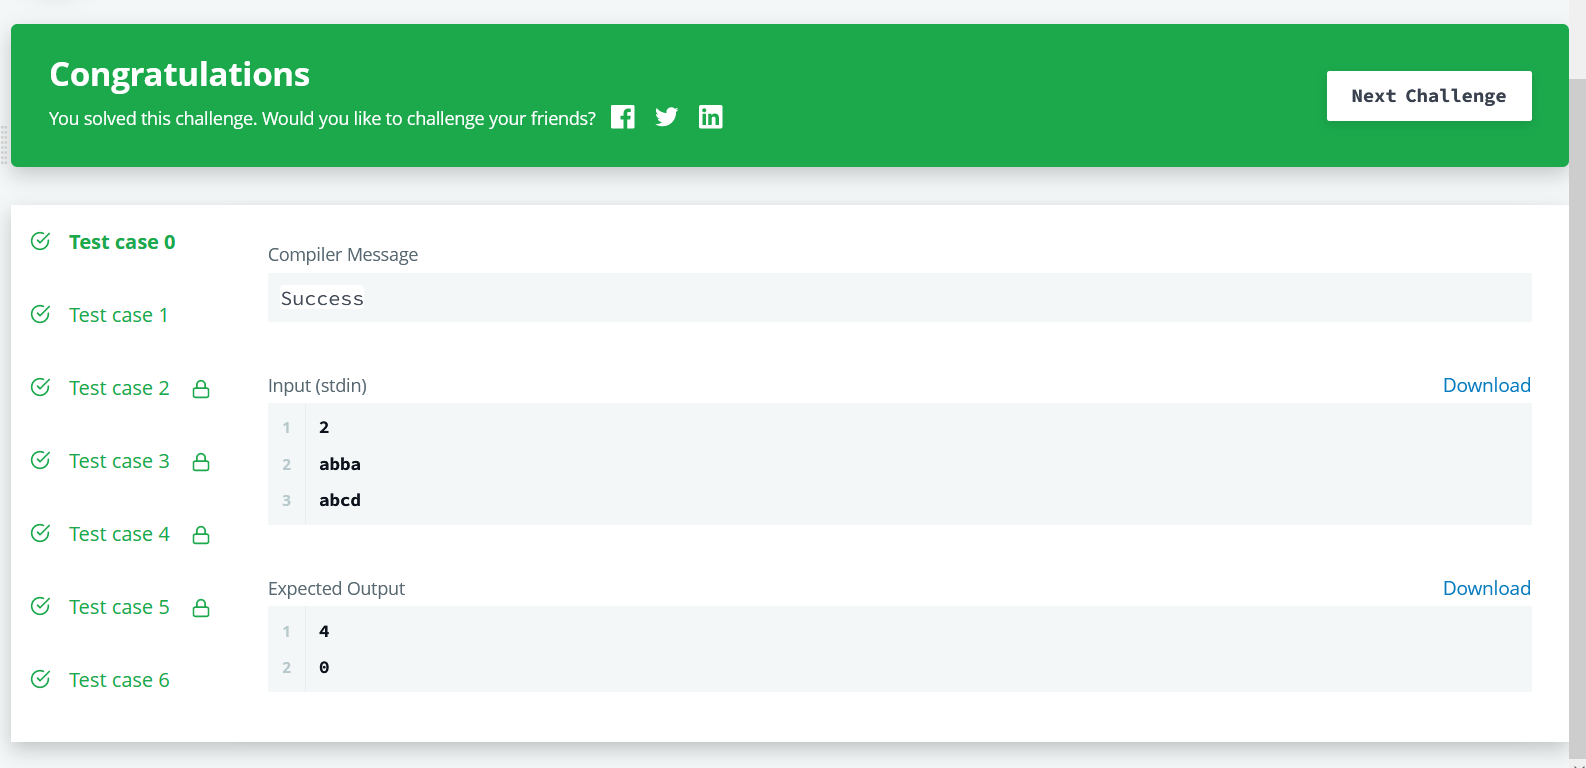 Congratulations
You solved this challenge. Would you like to challenge your friends?
Next Challenge
Test case 0
Test case 1
Test case 2
Test case 3
Test case 4
Test case 5
Test case 6
Compiler Message
Success
Input (stdin)
Download
1 2
2 abba
3 abcd
Expected Output
Download
1 4
2 0